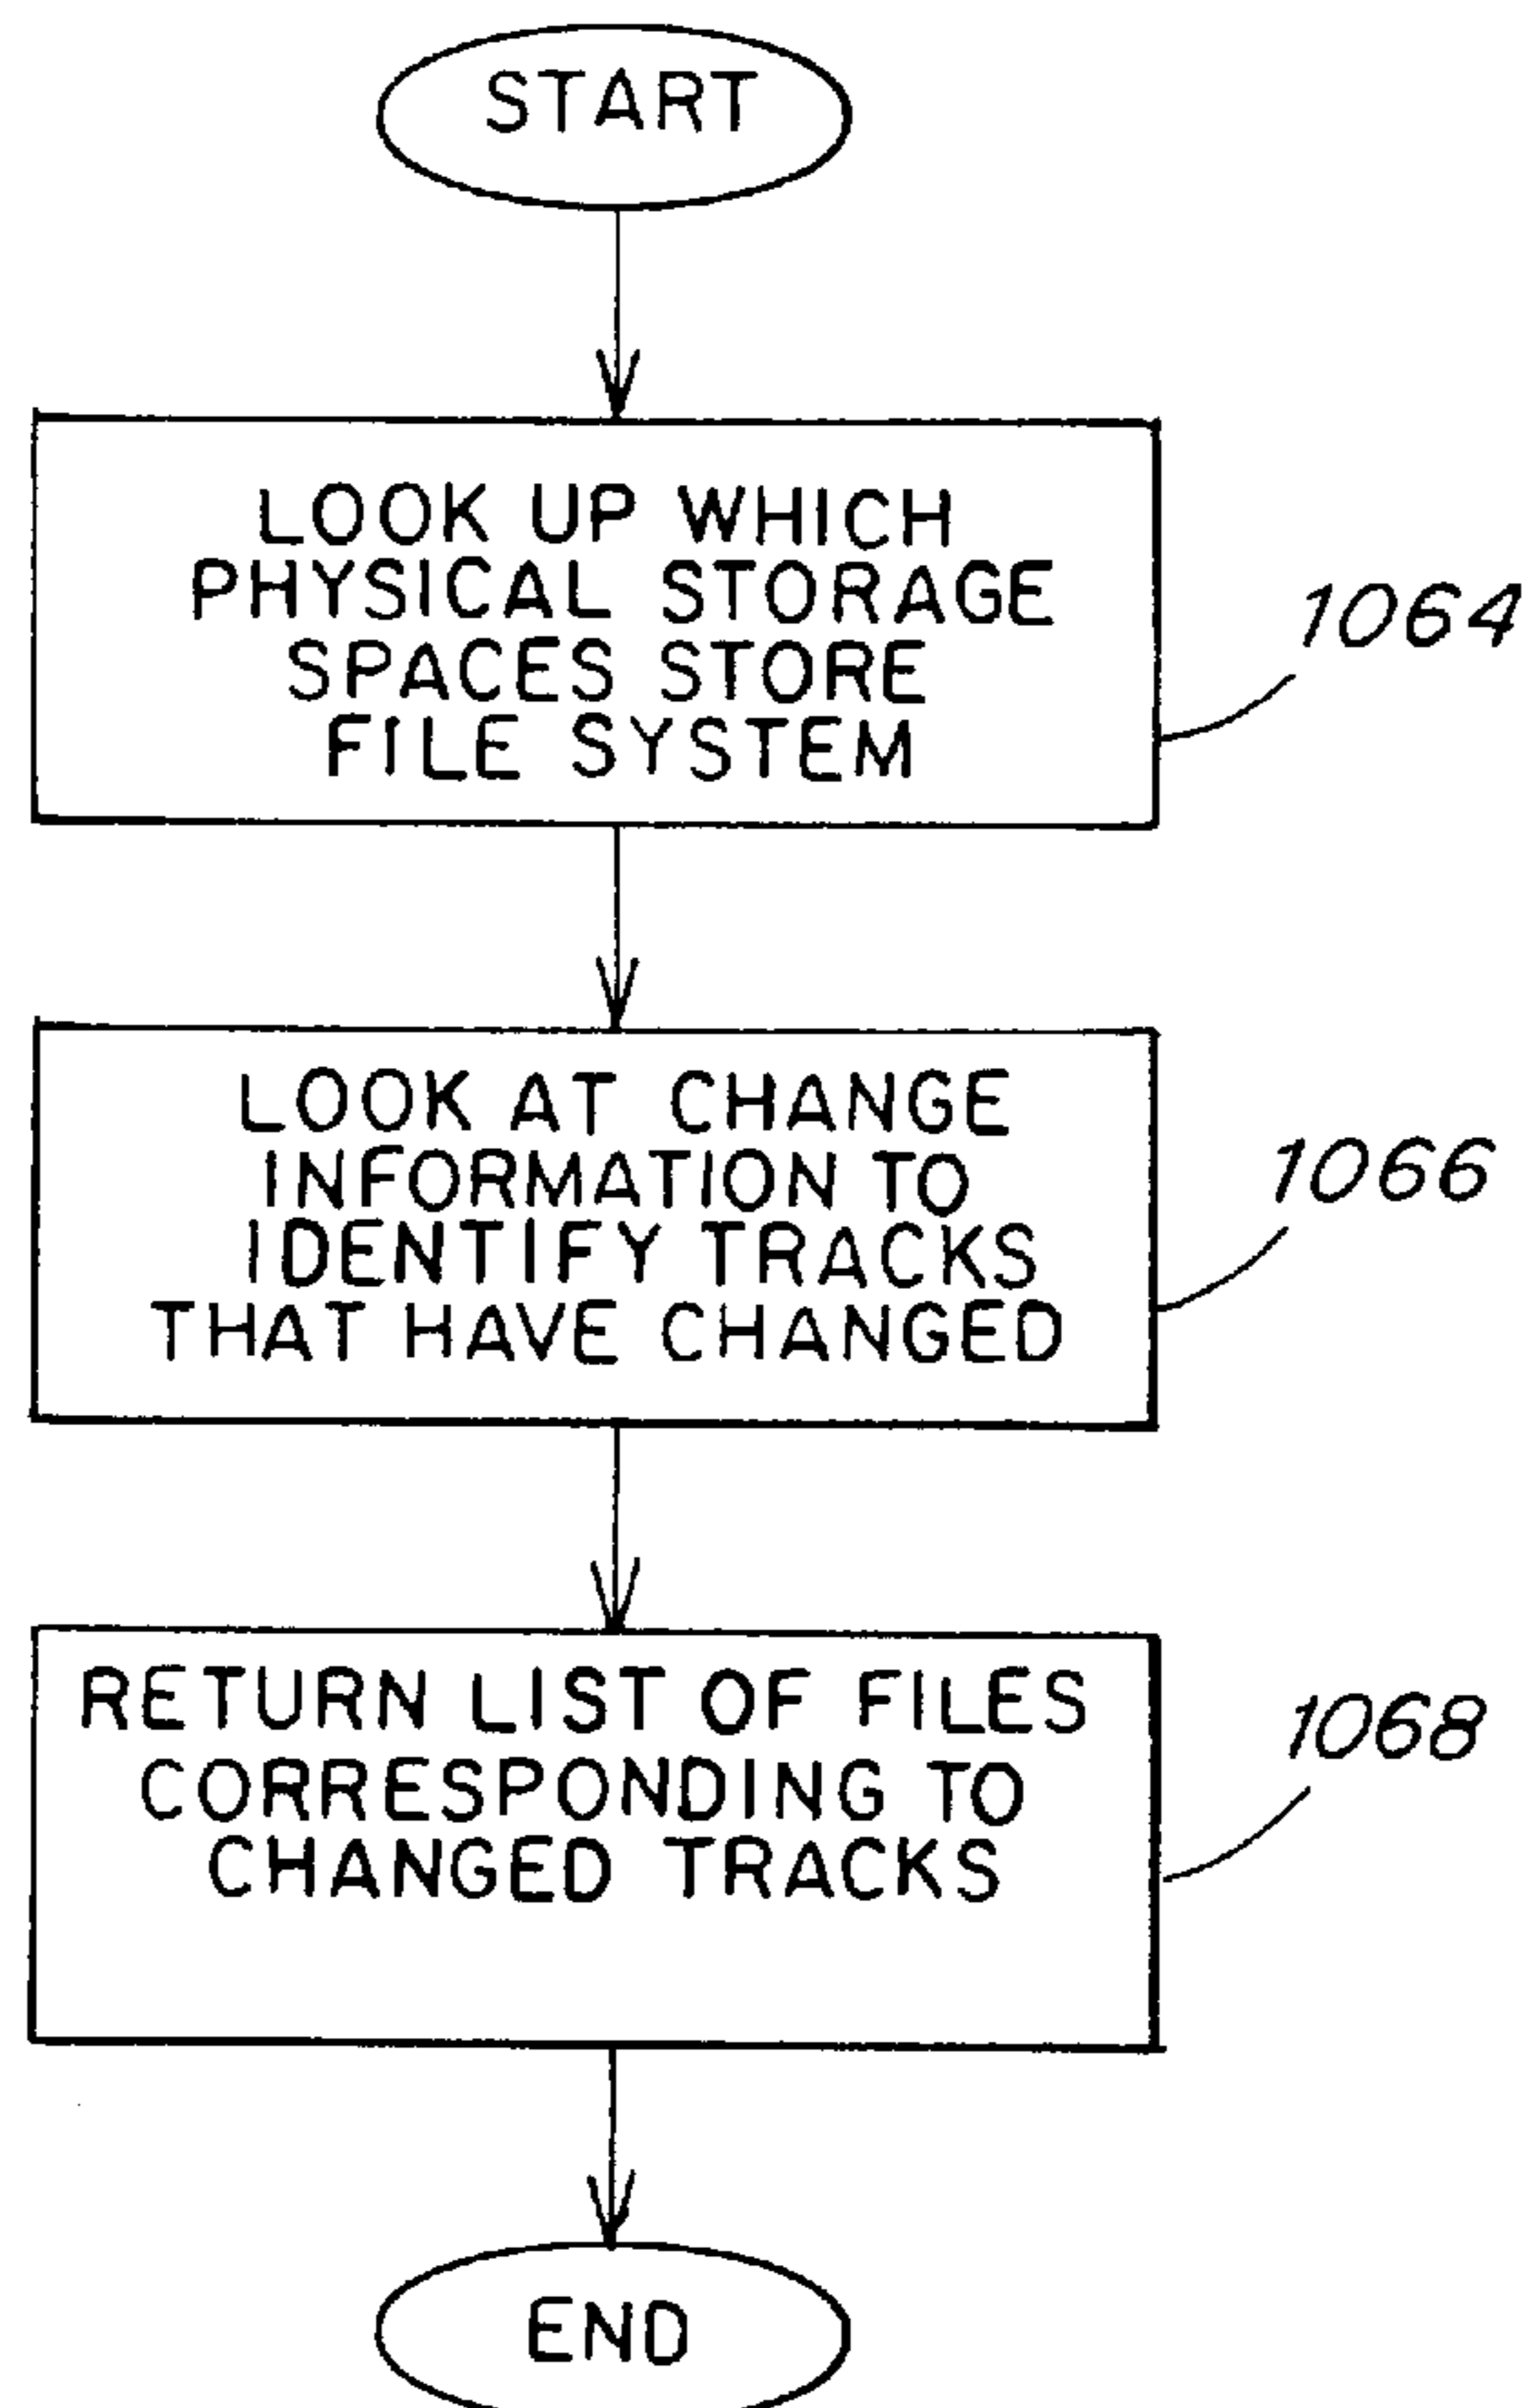 START
LOOK UP WHICH
PHYSICAL STORAGE
SPACES STORE
FILE SYSTEM
1064
LOOK AT CHANGE
INFORMATION TO
IDENTIFY TRACKS
THAT HAVE CHANGED
1066
RETURN LIST OF FILES
CORRESPONDING TO
CHANGED TRACKS
1068
END